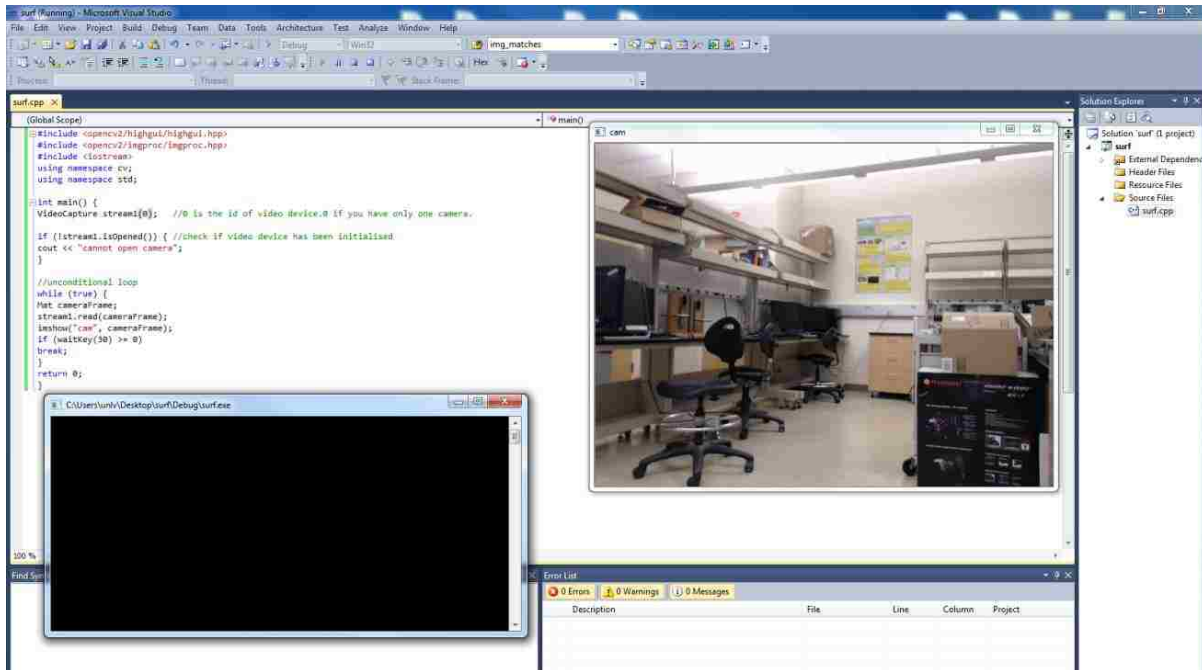 surf (Running) - Microsoft Visual Studio
File Edit View Project Build Debug Team Data Tools Architecture Test Analyze Window Help
Debug Win32 img_matches
Hex
Process: Thread: Stack Frame:
surf.cpp
(Global Scope) main()
#include <opencv2/highgui/highgui.hpp>
#include <opencv2/imgproc/imgproc.hpp>
#include <iostream>
using namespace cv;
using namespace std;
int main() {
VideoCapture stream1(0); //0 is the id of video device.0 if you have only one camera.
if (!stream1.isOpened()) { //check if video device has been initialised
cout << "cannot open camera";
}
//unconditional loop
while (true) {
Mat cameraFrame;
stream1.read(cameraFrame);
imshow("cam", cameraFrame);
if (waitKey(30) >= 0)
break;
}
return 0;
}
cam
Solution Explorer
Solution 'surf' (1 project)
surf
External Dependenc
Header Files
Resource Files
Source Files
surf.cpp
C:\Users\unlv\Desktop\surf\Debug\surf.exe
100 %
Find Sy
Error List
0 Errors 0 Warnings 0 Messages
Description File Line Column Project